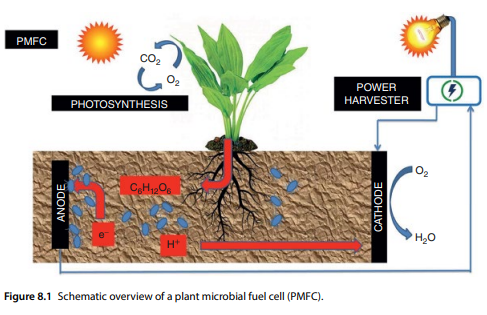 PMFC
CO2
O2
PHOTOSYNTHESIS
POWER
HARVESTER
ANODE
C6H12O6
e−
H+
CATHODE
O2
H2O
Figure 8.1 Schematic overview of a plant microbial fuel cell (PMFC).